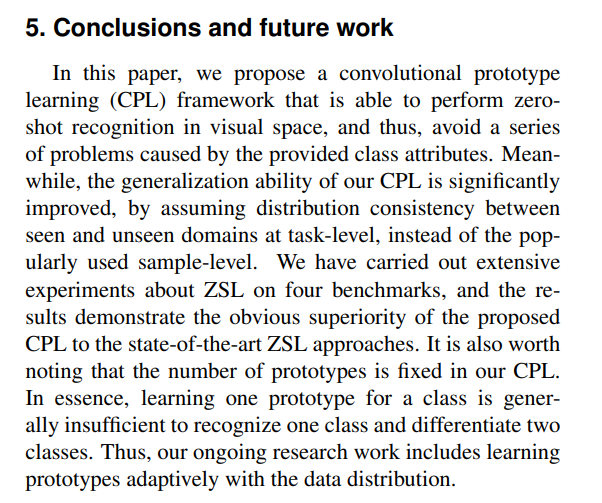 5. Conclusions and future work
In this paper, we propose a convolutional prototype
learning (CPL) framework that is able to perform zero-
shot recognition in visual space, and thus, avoid a series
of problems caused by the provided class attributes. Mean-
while, the generalization ability of our CPL is significantly
improved, by assuming distribution consistency between
seen and unseen domains at task-level, instead of the pop-
ularly used sample-level. We have carried out extensive
experiments about ZSL on four benchmarks, and the re-
sults demonstrate the obvious superiority of the proposed
CPL to the state-of-the-art ZSL approaches. It is also worth
noting that the number of prototypes is fixed in our CPL.
In essence, learning one prototype for a class is gener-
ally insufficient to recognize one class and differentiate two
classes. Thus, our ongoing research work includes learning
prototypes adaptively with the data distribution.